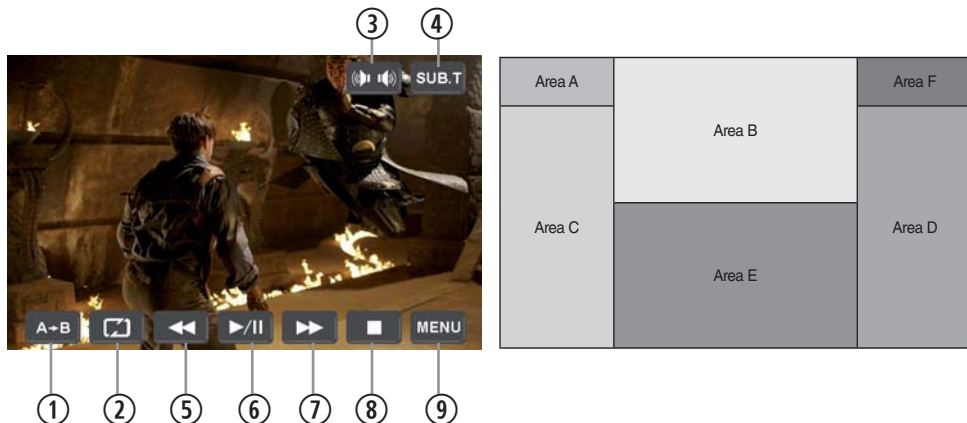 ③ ④
SUB.T
A→B
MENU
① ② ⑤ ⑥ ⑦ ⑧ ⑨
Area A
Area B
Area F
Area C
Area D
Area E